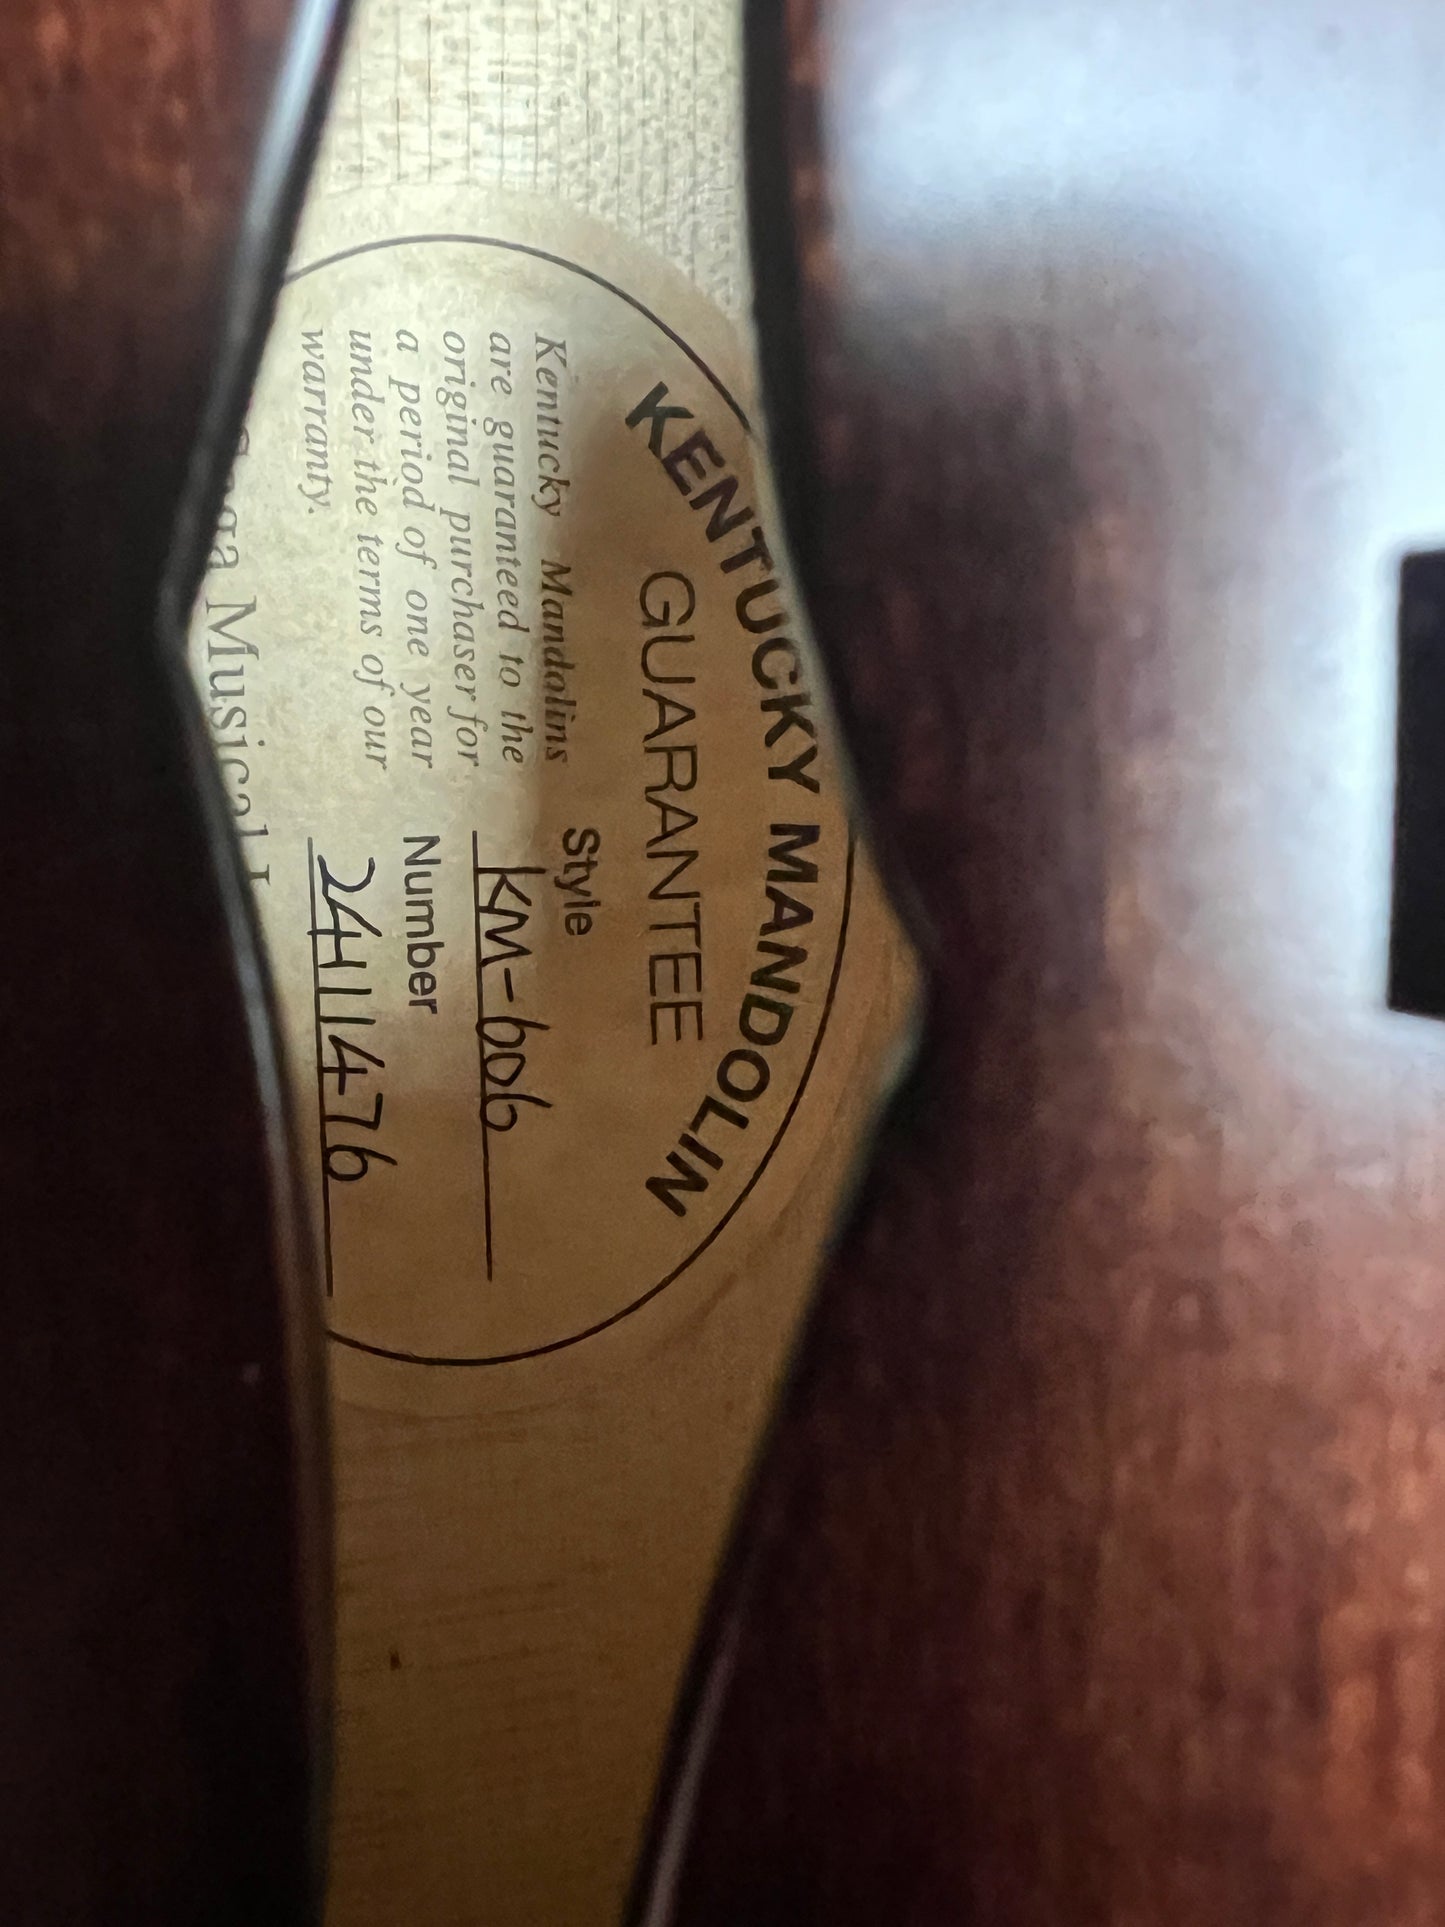 KENTUCKY MANDOLIN
GUARANTEE
Kentucky Mandolins
are guaranteed to the
original purchaser for
a period of one year
under the terms of our
warranty.
Style
KM-606
Number
2411476
Musical